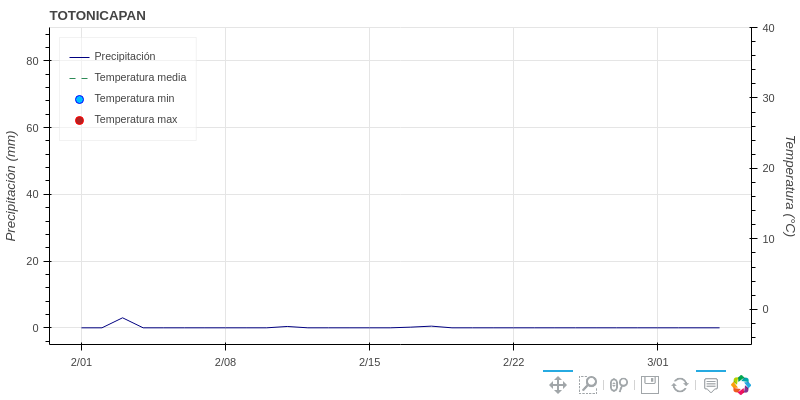 TOTONICAPAN
Precipitación
Temperatura media
Temperatura min
Temperatura max
Precipitación (mm)
80
60
40
20
0
Temperatura (°C)
40
30
20
10
0
2/01
2/08
2/15
2/22
3/01